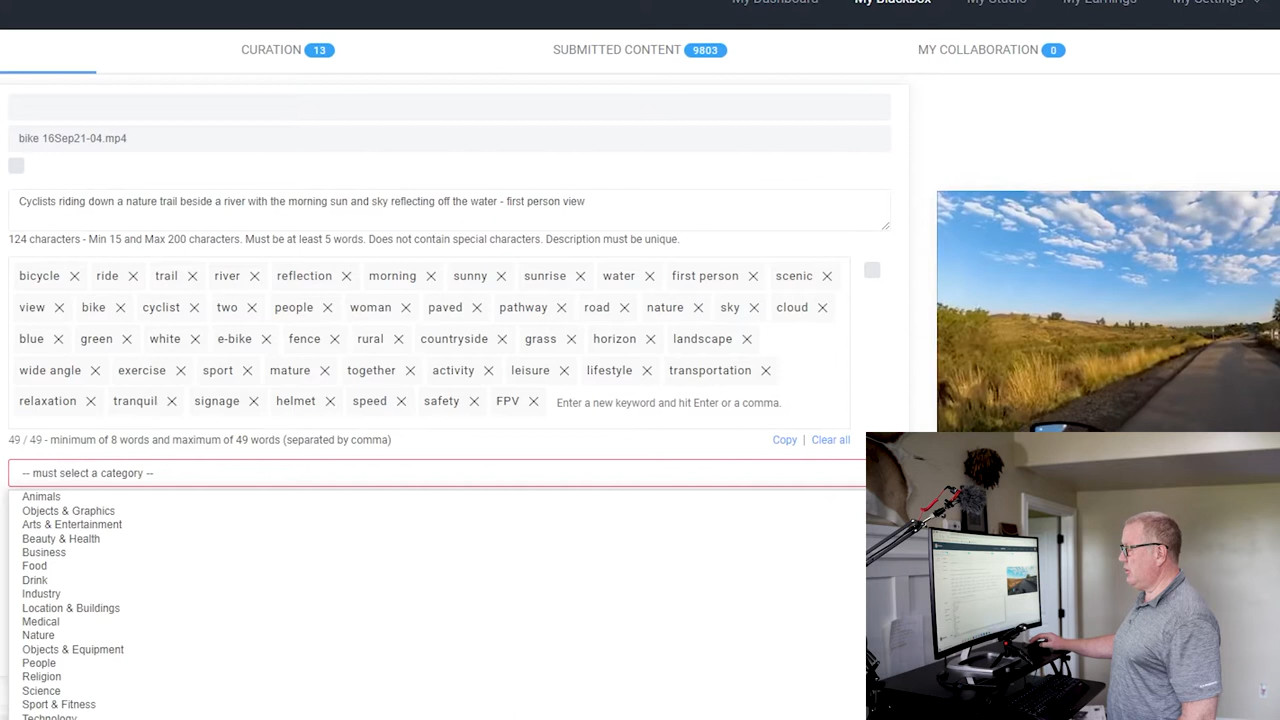 My Dashboard My Blackbox My Studio My Earnings My Settings
CURATION 13 SUBMITTED CONTENT 9803 MY COLLABORATION 0
bike 16Sep21-04.mp4
Cyclists riding down a nature trail beside a river with the morning sun and sky reflecting off the water - first person view
124 characters - Min 15 and Max 200 characters. Must be at least 5 words. Does not contain special characters. Description must be unique.
bicycle ride trail river reflection morning sunny sunrise water first person scenic
view bike cyclist two people woman paved pathway road nature sky cloud
blue green white e-bike fence rural countryside grass horizon landscape
wide angle exercise sport mature together activity leisure lifestyle transportation
relaxation tranquil signage helmet speed safety FPV Enter a new keyword and hit Enter or a comma.
49 / 49 - minimum of 8 words and maximum of 49 words (separated by comma) Copy | Clear all
-- must select a category --
Animals
Objects & Graphics
Arts & Entertainment
Beauty & Health
Business
Food
Drink
Industry
Location & Buildings
Medical
Nature
Objects & Equipment
People
Religion
Science
Sport & Fitness
Technology